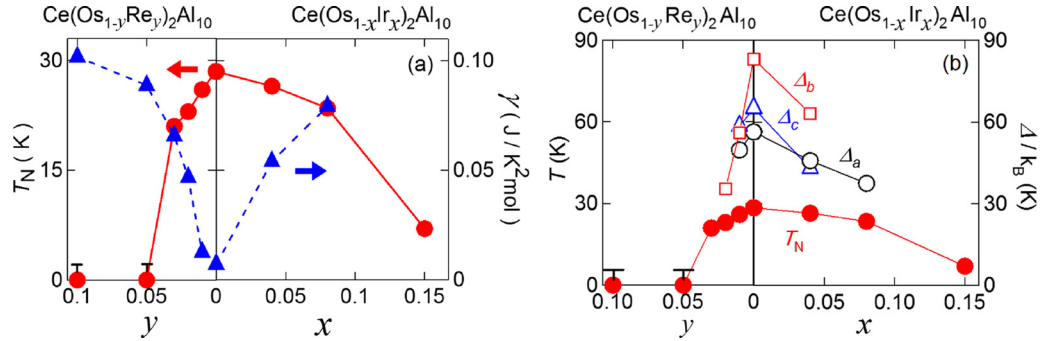 Ce(Os1-yRey)2Al10 Ce(Os1-xIrx)2Al10
(a)
30
15
0
TN ( K )
0.10
0.05
0
γ ( J / K2mol )
0.1 0.05 0 0.05 0.10 0.15
y x
Ce(Os1-yRey)2Al10 Ce(Os1-xIrx)2Al10
(b)
90
60
30
0
T (K)
90
60
30
0
Δ / kB (K)
Δb
Δc
Δa
TN
0.10 0.05 0 0.05 0.10 0.15
y x